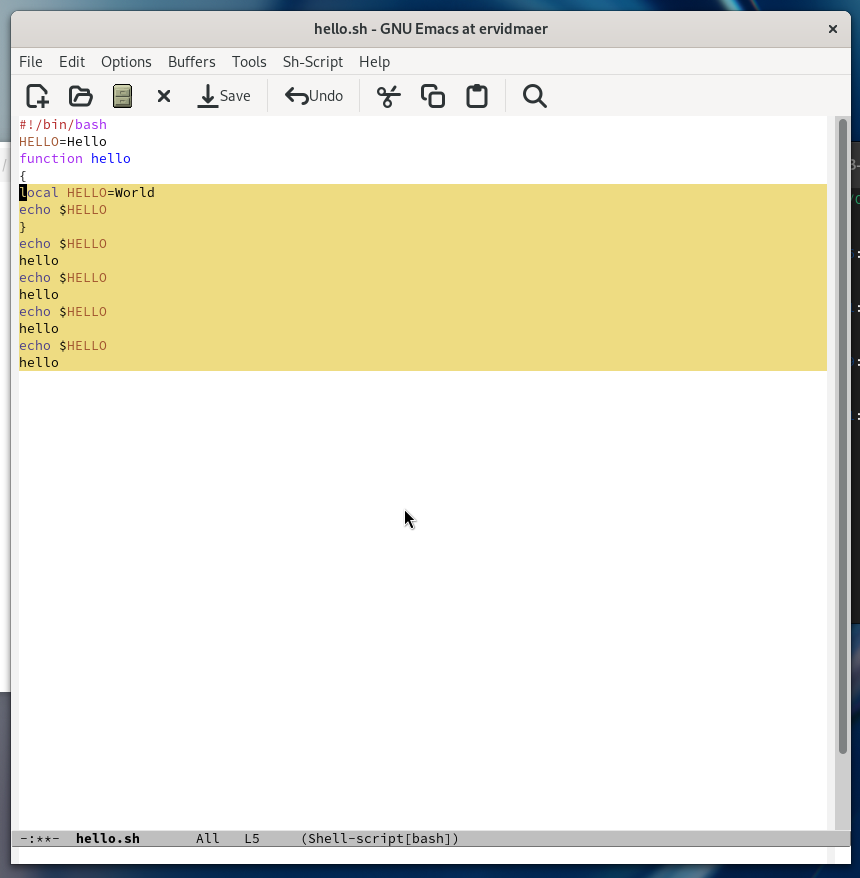 hello.sh - GNU Emacs at ervidmaer
File Edit Options Buffers Tools Sh-Script Help
Save Undo
#!/bin/bash
HELLO=Hello
function hello
{
local HELLO=World
echo $HELLO
}
echo $HELLO
hello
echo $HELLO
hello
echo $HELLO
hello
echo $HELLO
hello
-:**- hello.sh All L5 (Shell-script[bash])